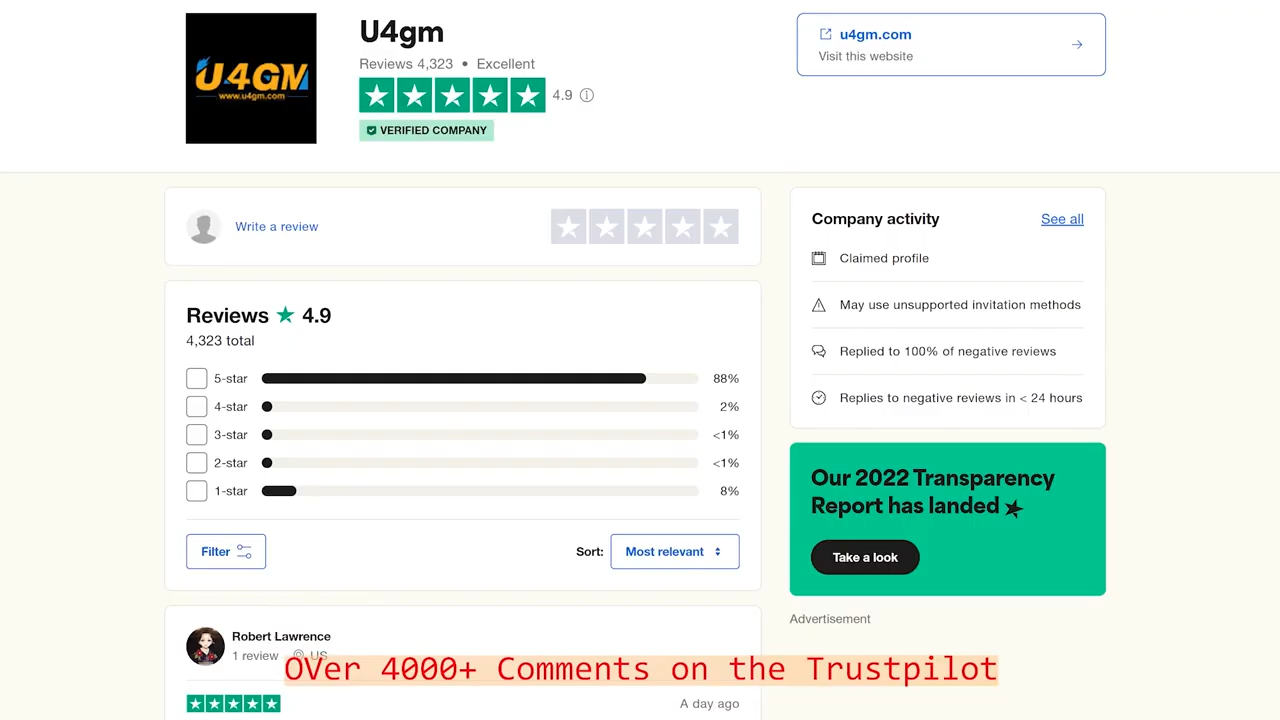 U4GM
www.u4gm.com
U4gm
Reviews 4,323 • Excellent
4.9
VERIFIED COMPANY
u4gm.com
Visit this website
Write a review
Reviews ★ 4.9
4,323 total
5-star 88%
4-star 2%
3-star <1%
2-star <1%
1-star 8%
Filter
Sort: Most relevant
Company activity See all
Claimed profile
May use unsupported invitation methods
Replied to 100% of negative reviews
Replies to negative reviews in < 24 hours
Our 2022 Transparency
Report has landed
Take a look
Advertisement
Robert Lawrence
1 review US
OVer 4000+ Comments on the Trustpilot
A day ago